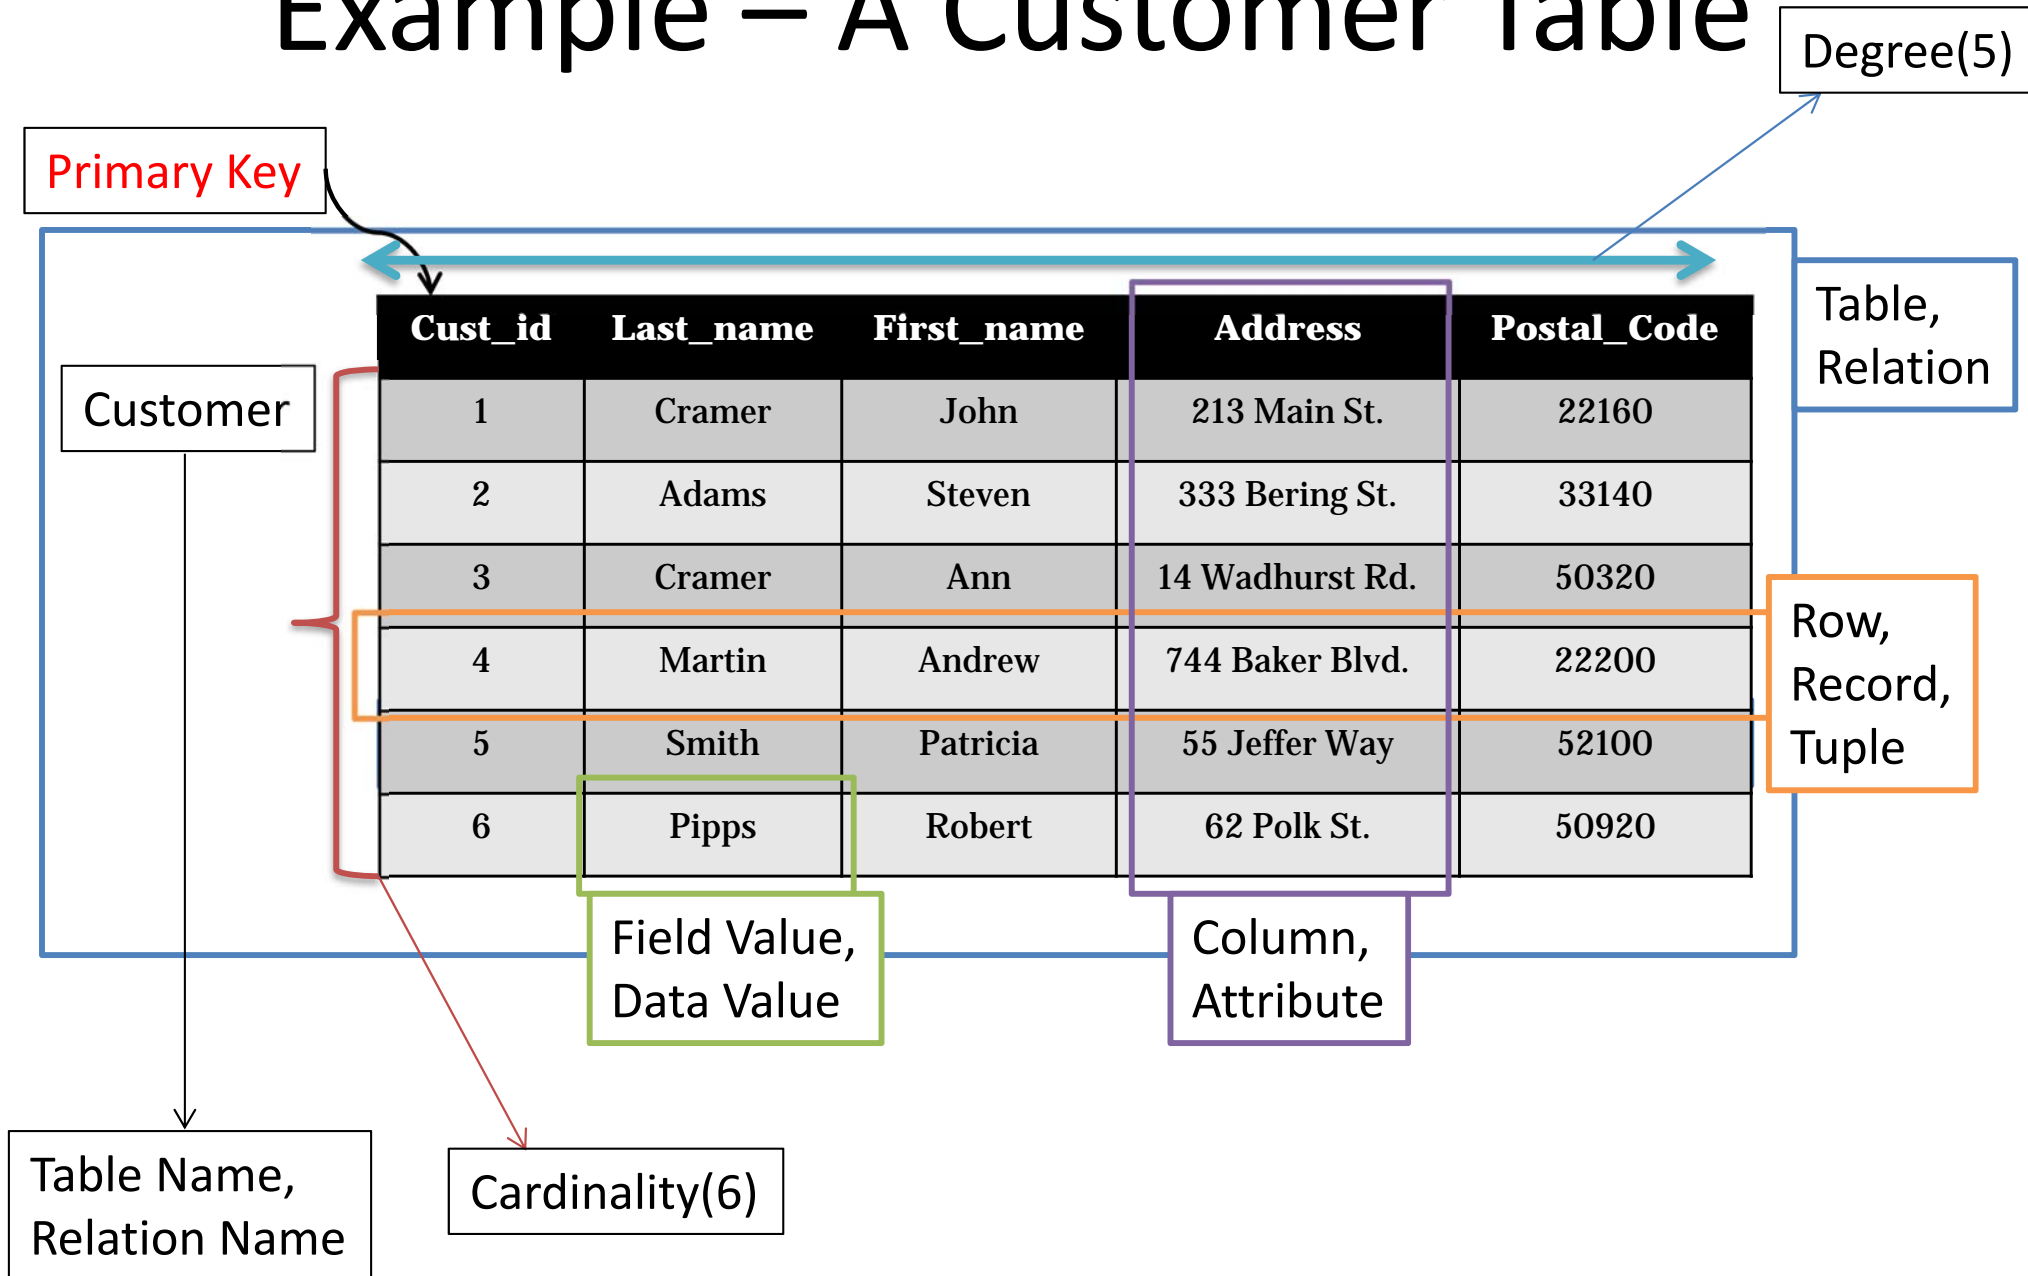 Example – A Customer Table
Degree(5)
Primary Key
Table,
Relation
Customer
Cust_id Last_name First_name Address Postal_Code
1 Cramer John 213 Main St. 22160
2 Adams Steven 333 Bering St. 33140
3 Cramer Ann 14 Wadhurst Rd. 50320
4 Martin Andrew 744 Baker Blvd. 22200
5 Smith Patricia 55 Jeffer Way 52100
6 Pipps Robert 62 Polk St. 50920
Row,
Record,
Tuple
Field Value,
Data Value
Column,
Attribute
Table Name,
Relation Name
Cardinality(6)